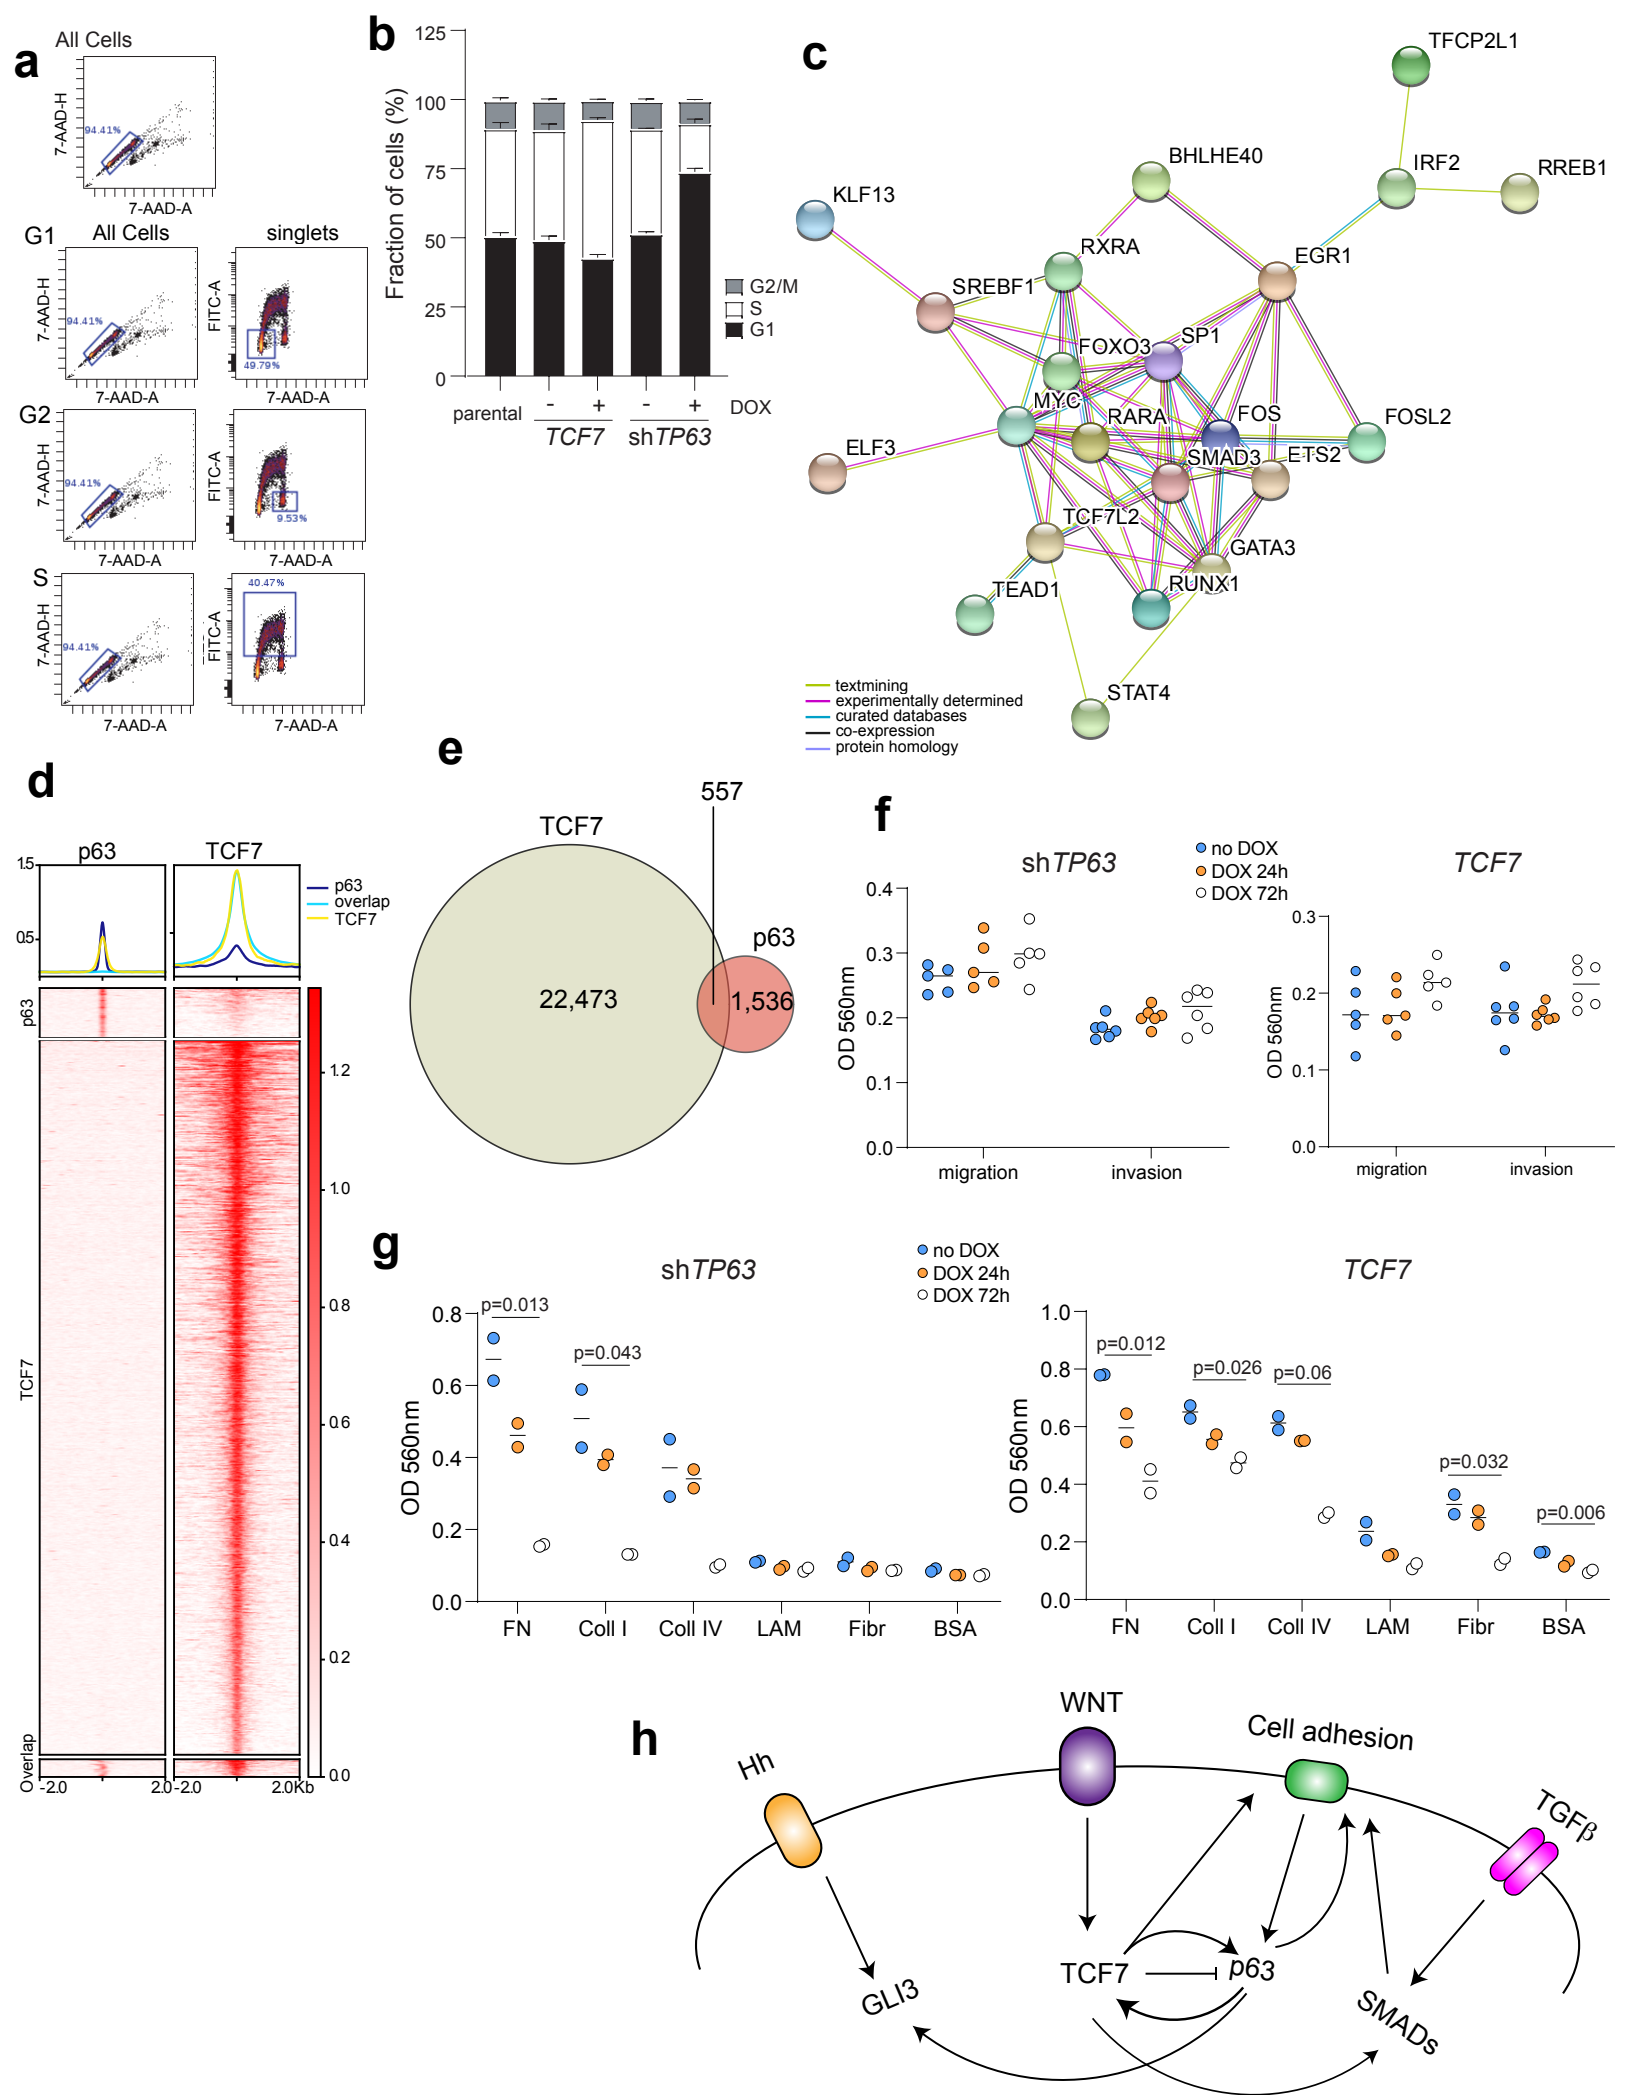 a
All Cells
7-AAD-H
94.41%
7-AAD-A
G1
All Cells
singlets
7-AAD-H
94.41%
7-AAD-A
FITC-A
49.79%
7-AAD-A
G2
7-AAD-H
94.41%
7-AAD-A
FITC-A
9.53%
7-AAD-A
S
7-AAD-H
94.41%
7-AAD-A
FITC-A
40.47%
7-AAD-A
b
Fraction of cells (%)
125
100
75
50
25
0
G2/M
S
G1
parental
- + - + DOX
TCF7 shTP63
c
TFCP2L1
BHLHE40
IRF2
RREB1
KLF13
RXRA
EGR1
SREBF1
SP1
FOXO3
MYC
RARA
FOS
FOSL2
ELF3
SMAD3
ETS2
TCF7L2
GATA3
TEAD1
RUNX1
STAT4
textmining
experimentally determined
curated databases
co-expression
protein homology
d
p63
TCF7
1.5
0.5
p63
overlap
TCF7
p63
TCF7
Overlap
1.2
1.0
0.8
0.6
0.4
0.2
0.0
0 -2.0 2.0 -2.0 2.0Kb
e
557
TCF7
p63
22,473
1,536
f
shTP63
no DOX
DOX 24h
DOX 72h
TCF7
OD 560nm
0.4
0.3
0.2
0.1
0.0
migration invasion
OD 560nm
0.3
0.2
0.1
0.0
migration invasion
g
shTP63
no DOX
DOX 24h
DOX 72h
TCF7
OD 560nm
0.8
0.6
0.4
0.2
0.0
p=0.013
p=0.043
FN Coll I Coll IV LAM Fibr BSA
OD 560nm
1.0
0.8
0.6
0.4
0.2
0.0
p=0.012
p=0.026
p=0.06
p=0.032
p=0.006
FN Coll I Coll IV LAM Fibr BSA
h
Hh
WNT
Cell adhesion
TGFβ
GLI3
TCF7
p63
SMADs